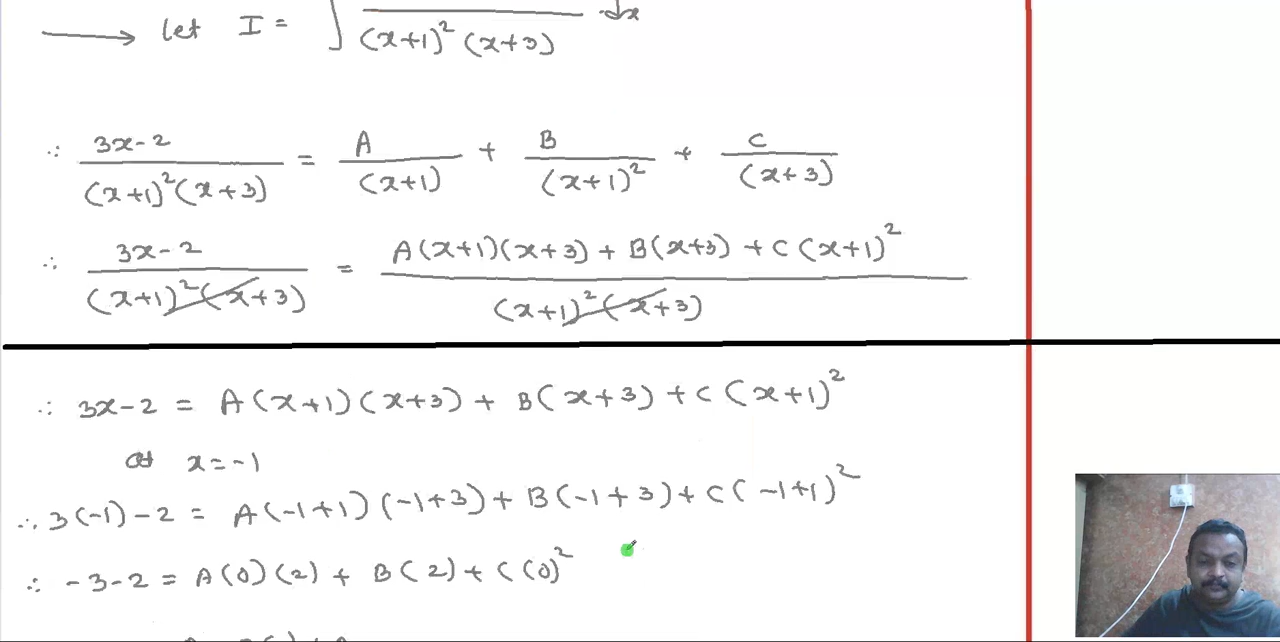 ⟶ let I = ∫ ――― dx / (x+1)² (x+3)
∴ (3x-2) / ((x+1)²(x+3)) = A / (x+1) + B / (x+1)² + C / (x+3)
∴ (3x-2) / ((x+1)²(x+3)) = (A(x+1)(x+3) + B(x+3) + C(x+1)²) / ((x+1)²(x+3))
∴ 3x-2 = A(x+1)(x+3) + B(x+3) + C(x+1)²
at x=-1
∴ 3(-1)-2 = A(-1+1)(-1+3) + B(-1+3) + C(-1+1)²
∴ -3-2 = A(0)(2) + B(2) + C(0)²